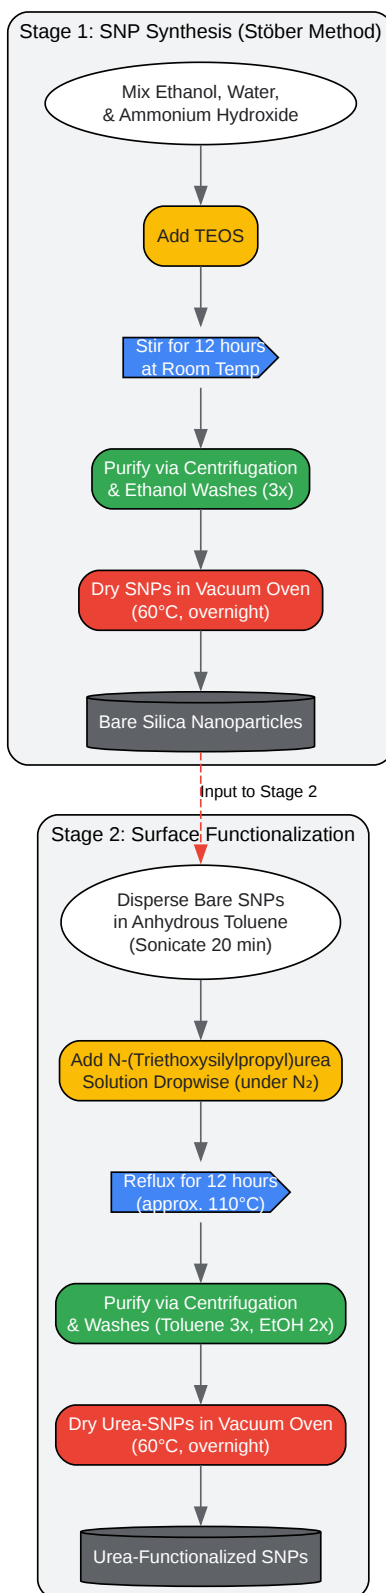 Stage 1: SNP Synthesis (Stöber Method)
Mix Ethanol, Water,
& Ammonium Hydroxide
Add TEOS
Stir for 12 hours
at Room Temp
Purify via Centrifugation
& Ethanol Washes (3x)
Dry SNPs in Vacuum Oven
(60°C, overnight)
Bare Silica Nanoparticles
Input to Stage 2
Stage 2: Surface Functionalization
Disperse Bare SNPs
in Anhydrous Toluene
(Sonicate 20 min)
Add N-(Triethoxysilylpropyl)urea
Solution Dropwise (under N₂)
Reflux for 12 hours
(approx. 110°C)
Purify via Centrifugation
& Washes (Toluene 3x, EtOH 2x)
Dry Urea-SNPs in Vacuum Oven
(60°C, overnight)
Urea-Functionalized SNPs